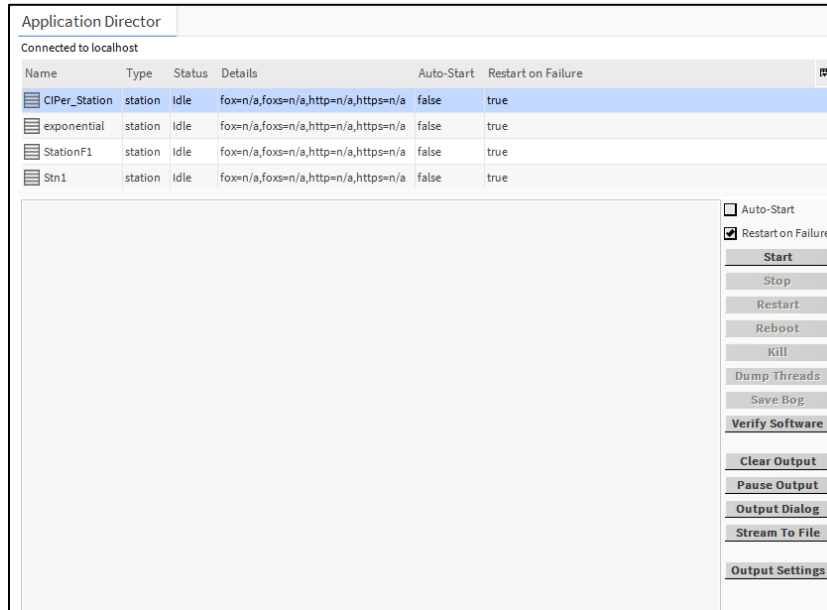 Application Director
Connected to localhost
Name Type Status Details Auto-Start Restart on Failure
CIPer_Station station Idle fox=n/a,foxs=n/a,http=n/a,https=n/a false true
exponential station Idle fox=n/a,foxs=n/a,http=n/a,https=n/a false true
StationF1 station Idle fox=n/a,foxs=n/a,http=n/a,https=n/a false true
Stn1 station Idle fox=n/a,foxs=n/a,http=n/a,https=n/a false true
Auto-Start
Restart on Failure
Start
Stop
Restart
Reboot
Kill
Dump Threads
Save Bog
Verify Software
Clear Output
Pause Output
Output Dialog
Stream To File
Output Settings